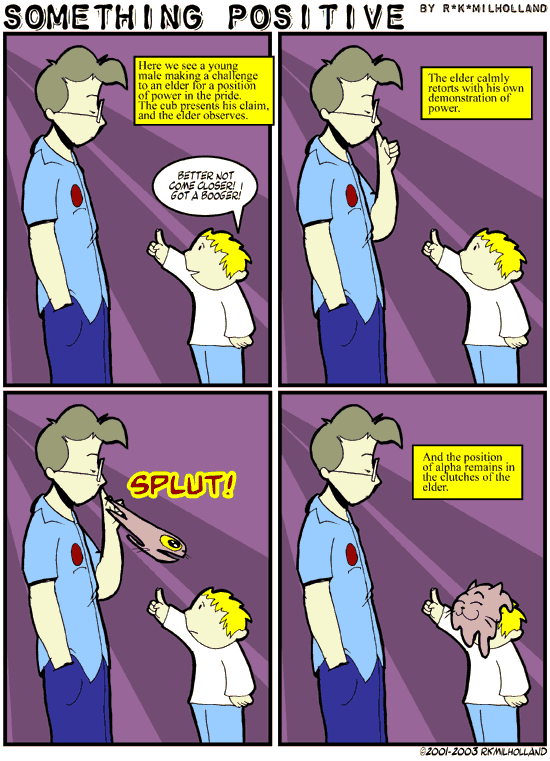 SOMETHING POSITIVE BY R*K*MILHOLLAND
Here we see a young
male making a challenge
to an elder for a position
of power in the pride.
The cub presents his claim,
and the elder observes.
BETTER NOT
COME CLOSER! I
GOT A BOOGER!
The elder calmly
retorts with his own
demonstration of
power.
SPLUT!
And the position
of alpha remains in
the clutches of the
elder.
©2001-2003 RKMILHOLLAND